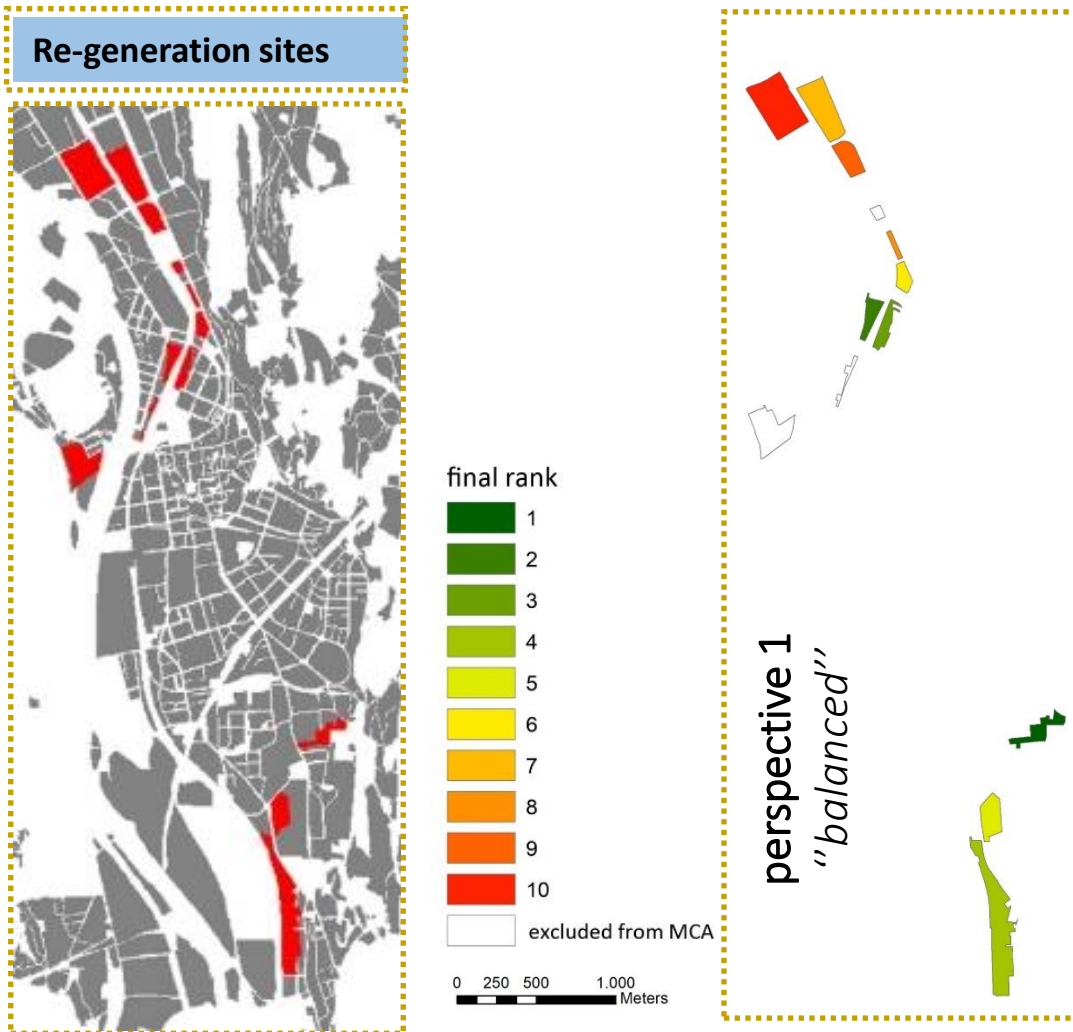 Re-generation sites
final rank
1
2
3
4
5
6
7
8
9
10
excluded from MCA
0 250 500 1.000
Meters
perspective 1
"balanced"